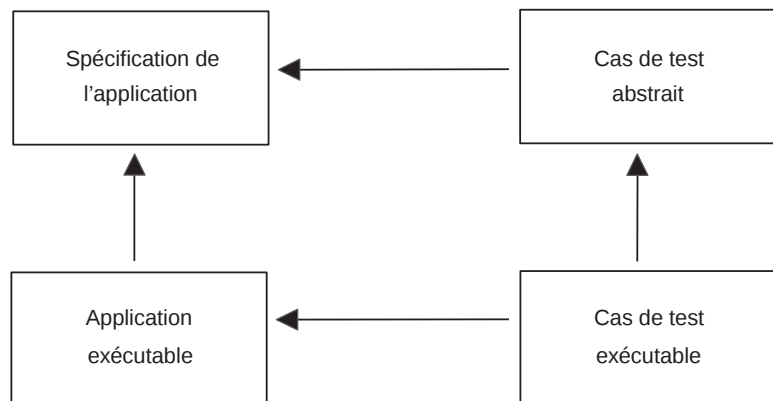 Spécification de
l’application
Cas de test
abstrait
Application
exécutable
Cas de test
exécutable